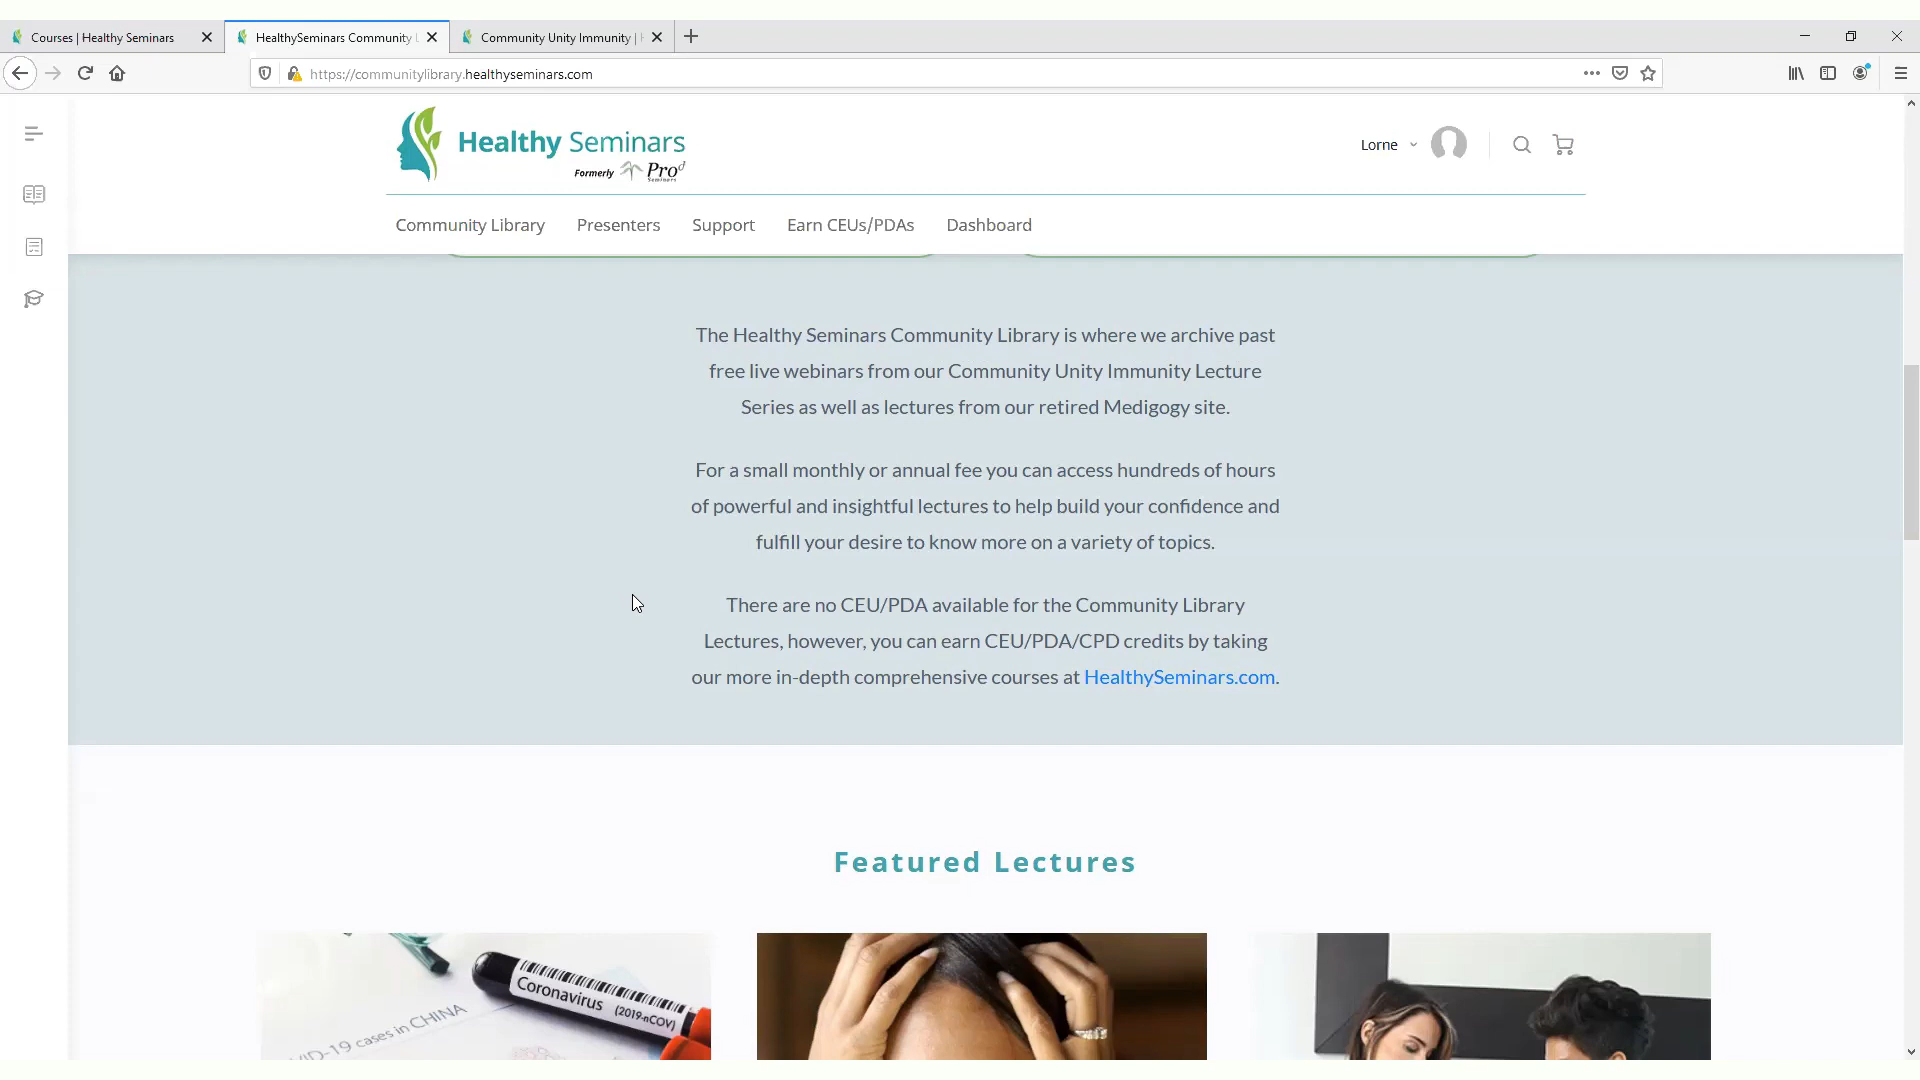 Courses | Healthy Seminars
HealthySeminars Community L
Community Unity Immunity | H
https://communitylibrary.healthyseminars.com
Healthy Seminars
Formerly Pro d
Seminars
Lorne
Community Library Presenters Support Earn CEUs/PDAs Dashboard
The Healthy Seminars Community Library is where we archive past
free live webinars from our Community Unity Immunity Lecture
Series as well as lectures from our retired Medigogy site.
For a small monthly or annual fee you can access hundreds of hours
of powerful and insightful lectures to help build your confidence and
fulfill your desire to know more on a variety of topics.
There are no CEU/PDA available for the Community Library
Lectures, however, you can earn CEU/PDA/CPD credits by taking
our more in-depth comprehensive courses at HealthySeminars.com.
Featured Lectures
Coronavirus
(2019-nCOV)
VID-19 cases in CHINA